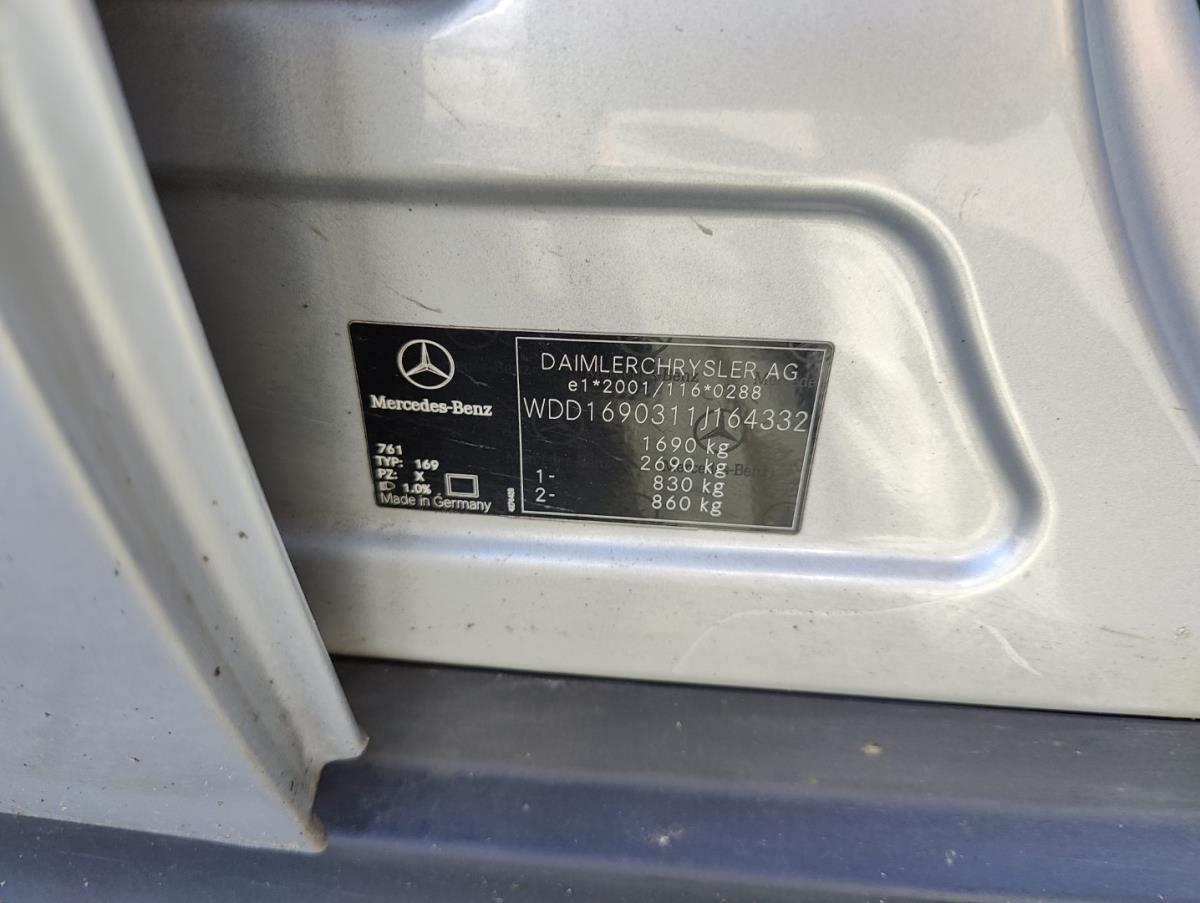 Mercedes-Benz
761
TYP: 169
PZ: X
1.0%
Made in Germany
DAIMLERCHRYSLER AG
e1*2001/116*0288
WDD1690311J164332
1690 kg
2690 kg
1- 830 kg
2- 860 kg